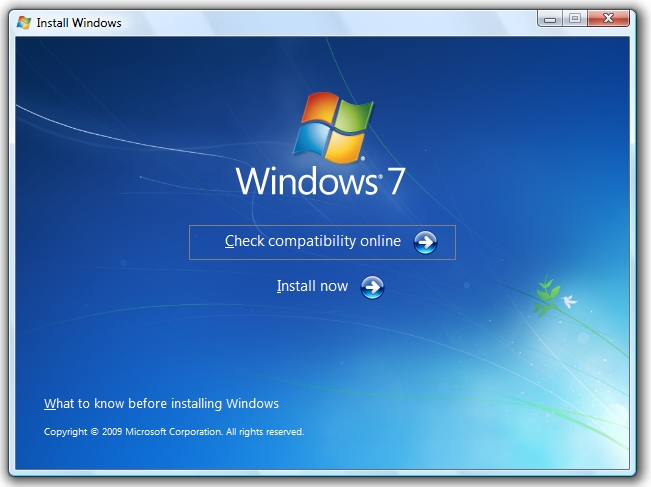 Install Windows
Windows® 7
Check compatibility online
Install now
What to know before installing Windows
Copyright © 2009 Microsoft Corporation. All rights reserved.